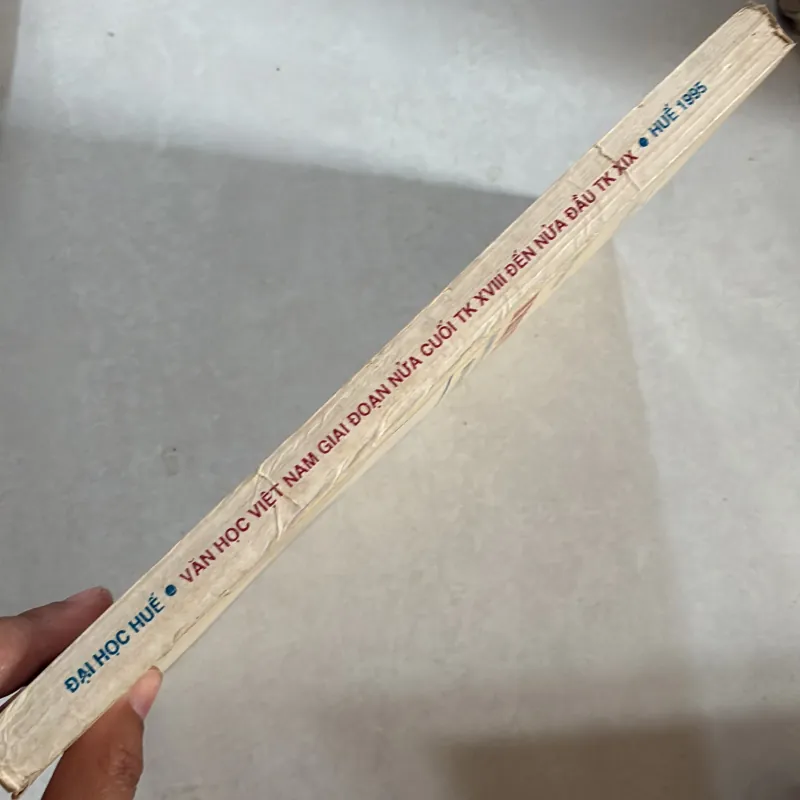 ĐẠI HỌC HUẾ ● VĂN HỌC VIỆT NAM GIAI ĐOẠN NỬA CUỐI TK XVIII ĐẾN NỬA ĐẦU TK XIX ● HUẾ 1995